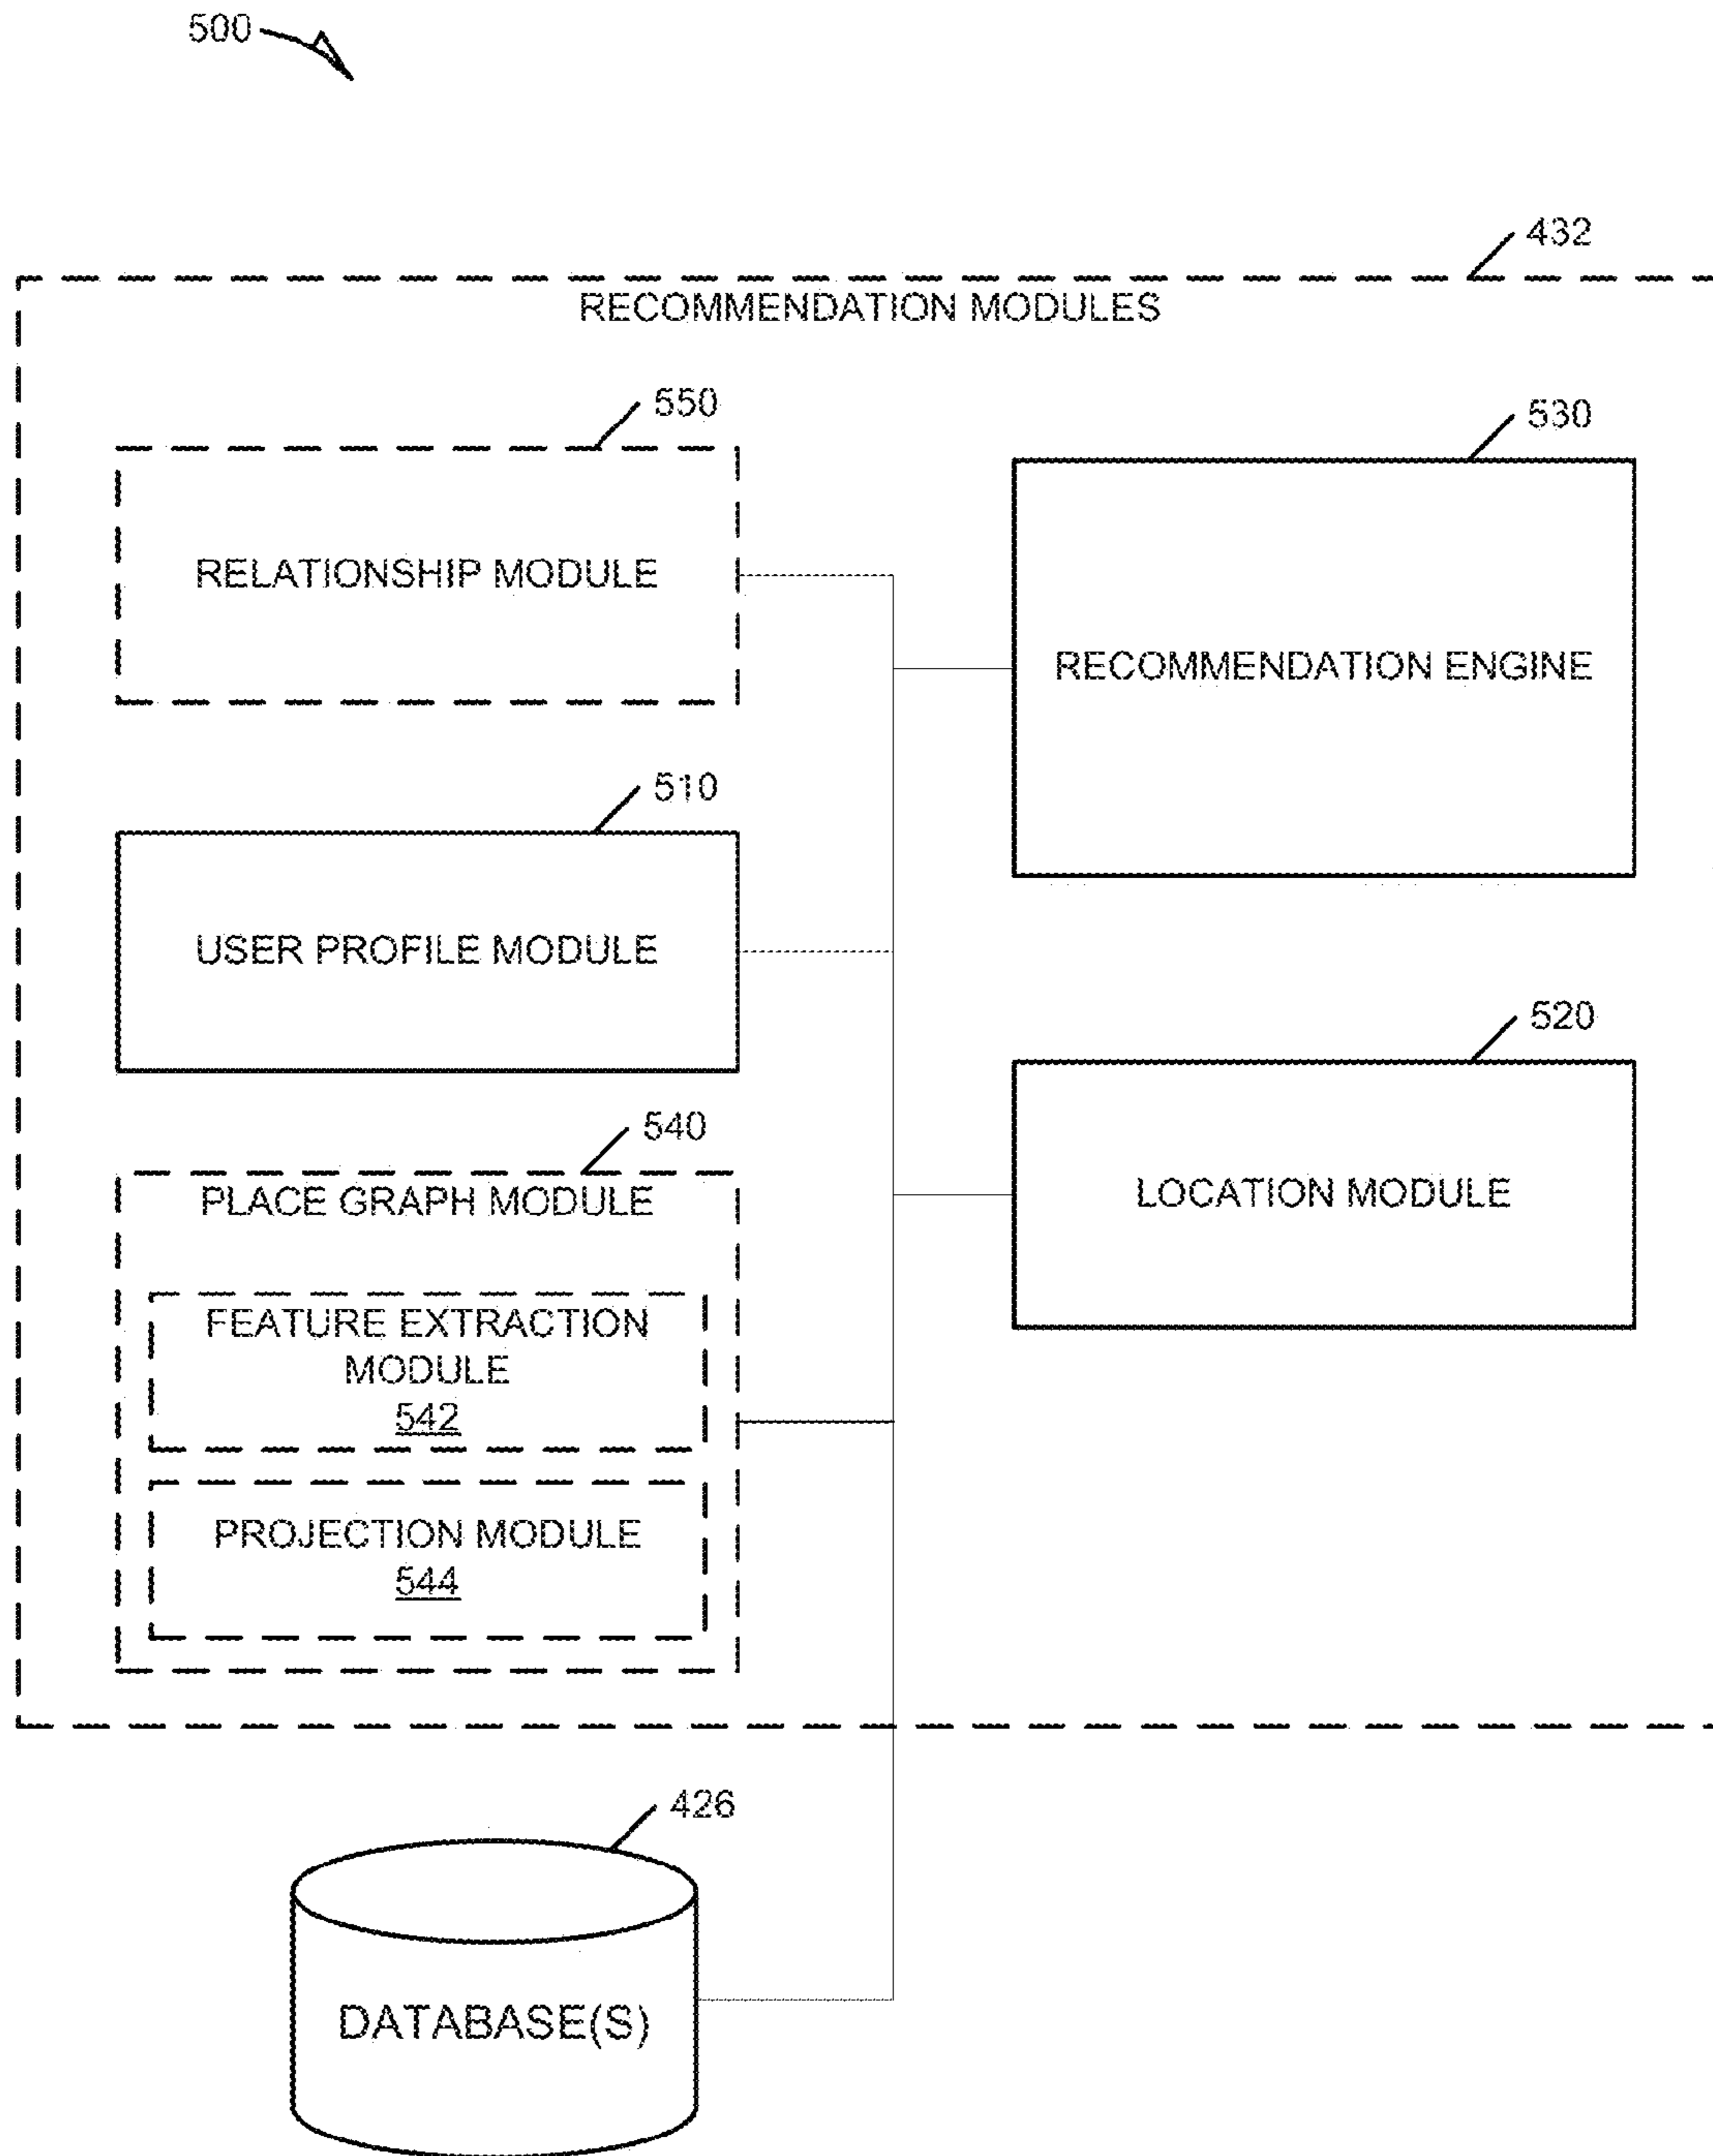 500
432
RECOMMENDATION MODULES
550
530
RELATIONSHIP MODULE
RECOMMENDATION ENGINE
510
USER PROFILE MODULE
520
540
PLACE GRAPH MODULE
LOCATION MODULE
FEATURE EXTRACTION
MODULE
542
PROJECTION MODULE
544
426
DATABASE(S)